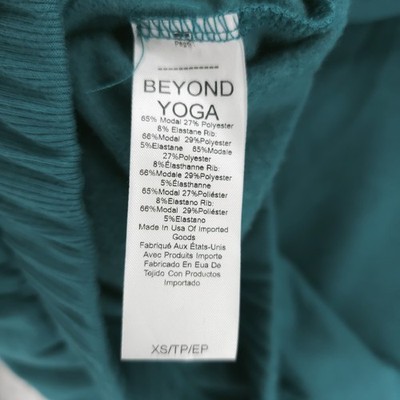 BEYOND
YOGA
65% Modal 27% Polyester
8% Elastane Rib:
66%Modal 29%Polyester
5%Elastane 65%Modale
27%Polyester
8%Élasthanne Rib:
66%Modale 29%Polyester
5%Élasthanne
65%Modal 27%Poliéster
8%Elastano Rib:
66%Modal 29%Poliéster
5%Elastano
Made In Usa Of Imported
Goods
Fabriqué Aux États-Unis
Avec Produits Importe
Fabricado En Eua De
Tejido Con Productos
Importado
XS/TP/EP